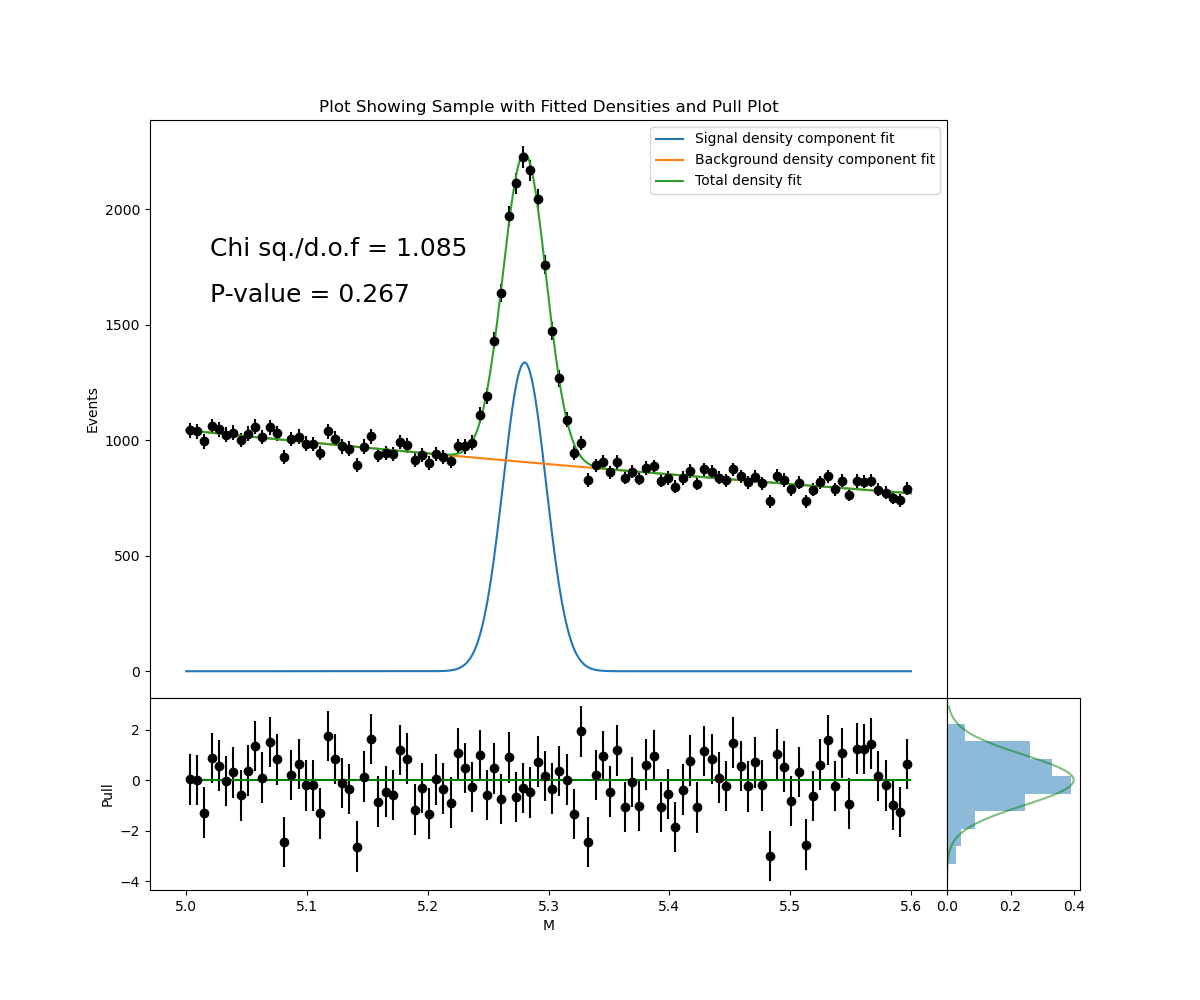 Plot Showing Sample with Fitted Densities and Pull Plot
Signal density component fit
Background density component fit
Total density fit
Chi sq./d.o.f = 1.085
P-value = 0.267
Events
2000
1500
1000
500
0
Pull
2
0
−2
−4
5.0 5.1 5.2 5.3 5.4 5.5 5.6 0.0 0.2 0.4
M